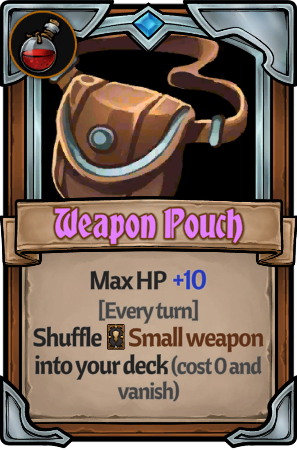 Weapon Pouch
Max HP +10
[Every turn]
Shuffle Small weapon
into your deck (cost 0 and
vanish)